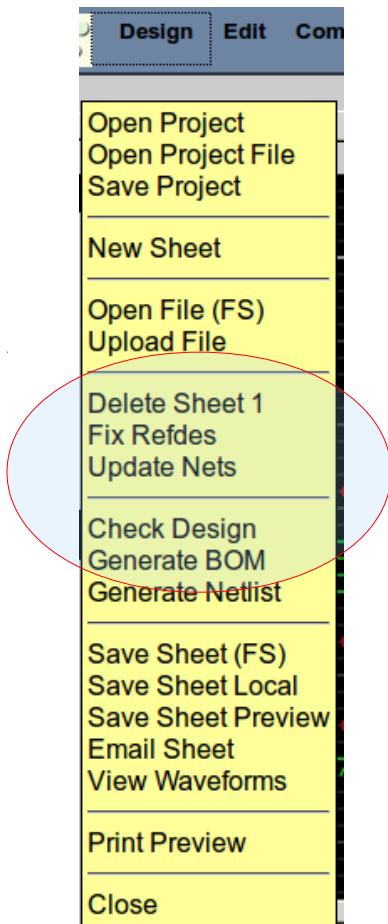 Design Edit Com
Open Project
Open Project File
Save Project
New Sheet
Open File (FS)
Upload File
Delete Sheet 1
Fix Refdes
Update Nets
Check Design
Generate BOM
Generate Netlist
Save Sheet (FS)
Save Sheet Local
Save Sheet Preview
Email Sheet
View Waveforms
Print Preview
Close